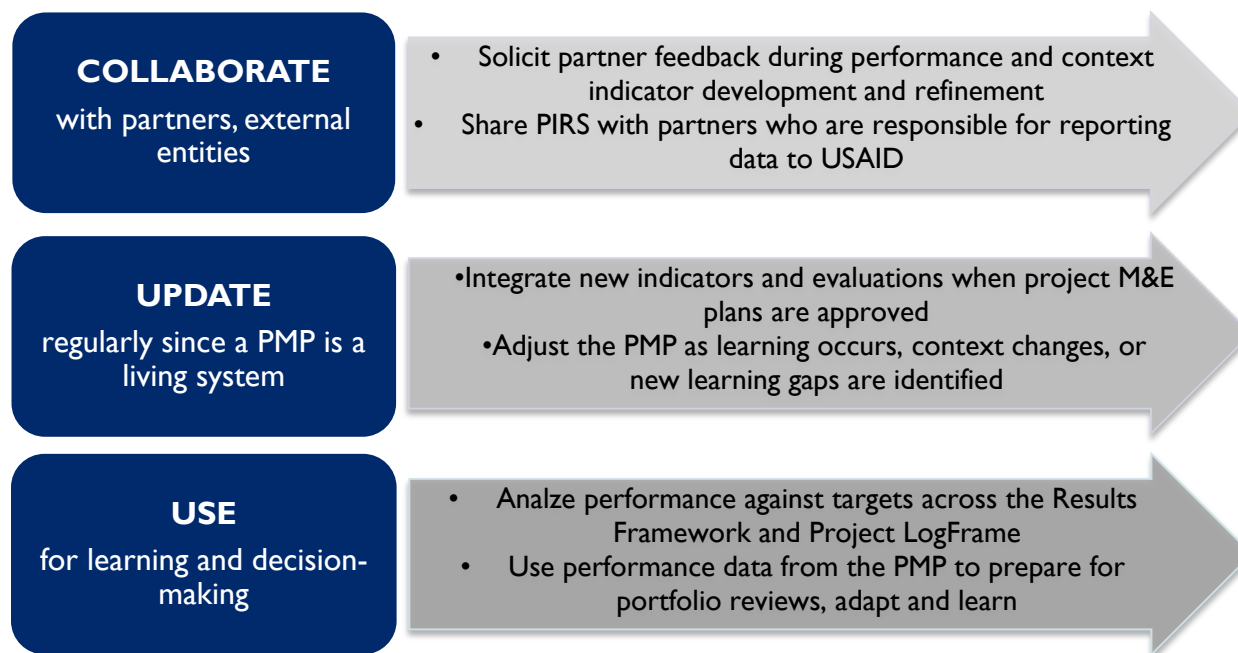 COLLABORATE
with partners, external
entities
• Solicit partner feedback during performance and context
indicator development and refinement
• Share PIRS with partners who are responsible for reporting
data to USAID
UPDATE
regularly since a PMP is a
living system
•Integrate new indicators and evaluations when project M&E
plans are approved
•Adjust the PMP as learning occurs, context changes, or
new learning gaps are identified
USE
for learning and decision-
making
• Analze performance against targets across the Results
Framework and Project LogFrame
• Use performance data from the PMP to prepare for
portfolio reviews, adapt and learn